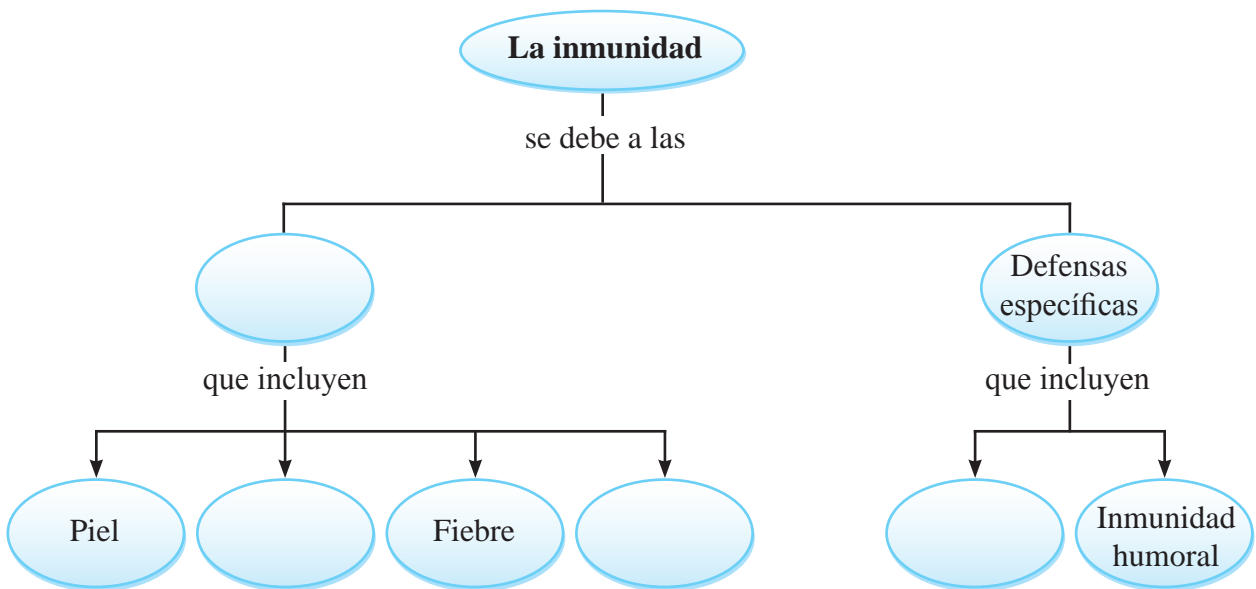 La inmunidad
se debe a las
Defensas
específicas
que incluyen
que incluyen
Piel
Fiebre
Inmunidad
humoral